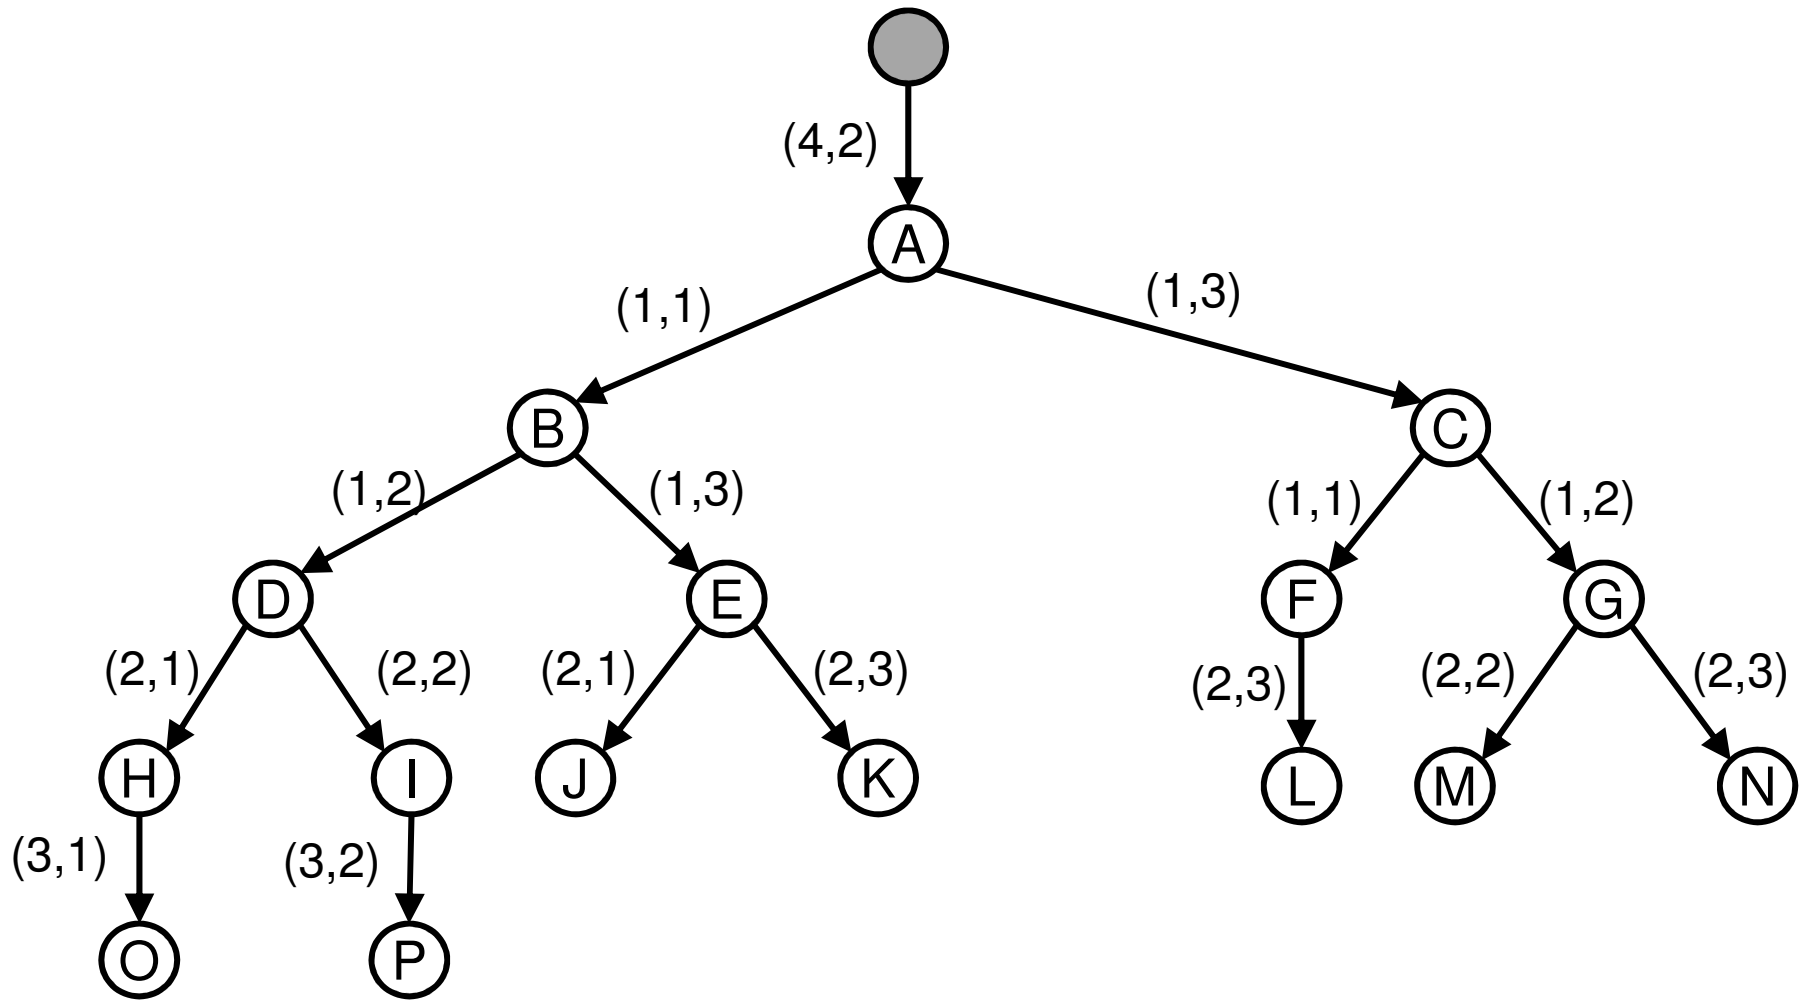 (4,2)
A
(1,1)
(1,3)
B
C
(1,2)
(1,3)
(1,1)
(1,2)
D
E
F
G
(2,1)
(2,2)
(2,1)
(2,3)
(2,3)
(2,2)
(2,3)
H
I
J
K
L
M
N
(3,1)
(3,2)
O
P